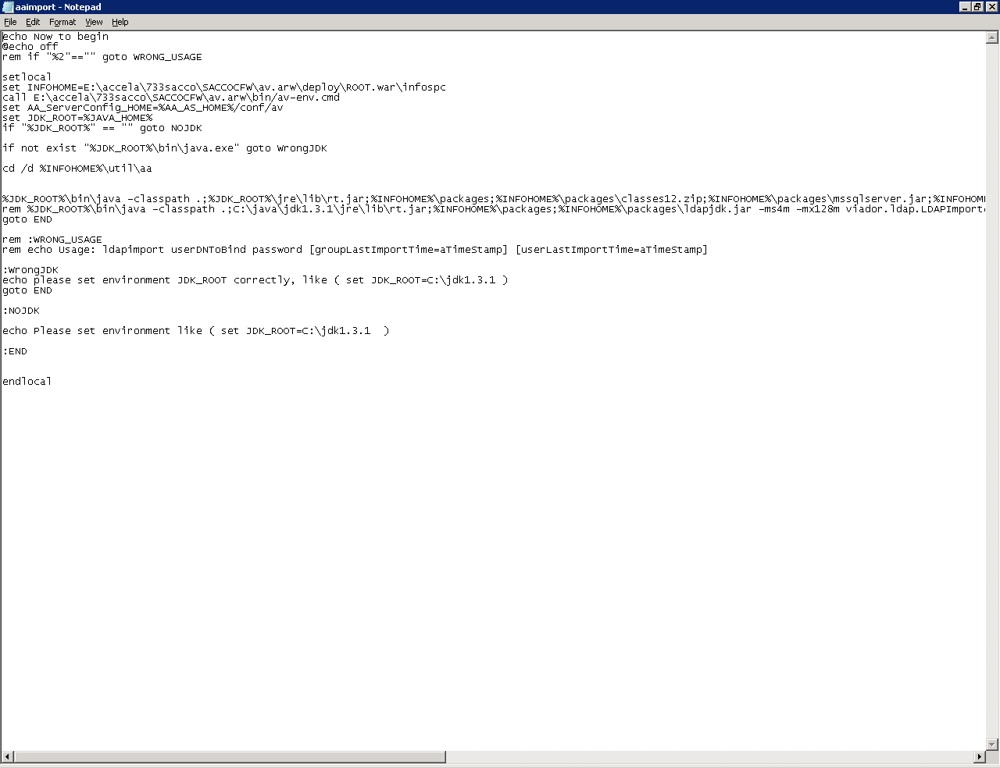 aaimport - Notepad
File Edit Format View Help
echo Now to begin
@echo off
rem if "%2"=="" goto WRONG_USAGE
setlocal
set INFOHOME=E:\accela\733sacco\SACCOCFW\av.arw\deploy\ROOT.war\infospc
call E:\accela\733sacco\SACCOCFW\av.arw\bin/av-env.cmd
set AA_ServerConfig_HOME=%AA_AS_HOME%/conf/av
set JDK_ROOT=%JAVA_HOME%
if "%JDK_ROOT%" == "" goto NOJDK
if not exist "%JDK_ROOT%\bin\java.exe" goto WrongJDK
cd /d %INFOHOME%\util\aa
%JDK_ROOT%\bin\java -classpath .;%JDK_ROOT%\jre\lib\rt.jar;%INFOHOME%\packages;%INFOHOME%\packages\classes12.zip;%INFOHOME%\packages\mssqlserver.jar;%INFOHOME
rem %JDK_ROOT%\bin\java -classpath .;C:\java\jdk1.3.1\jre\lib\rt.jar;%INFOHOME%\packages;%INFOHOME%\packages\ldapjdk.jar -ms4m -mx128m viador.ldap.LDAPImport
goto END
rem :WRONG_USAGE
rem echo Usage: ldapimport userDNToBind password [groupLastImportTime=aTimeStamp] [userLastImportTime=aTimeStamp]
:WrongJDK
echo please set environment JDK_ROOT correctly, like ( set JDK_ROOT=C:\jdk1.3.1 )
goto END
:NOJDK
echo Please set environment like ( set JDK_ROOT=C:\jdk1.3.1  )
:END
endlocal